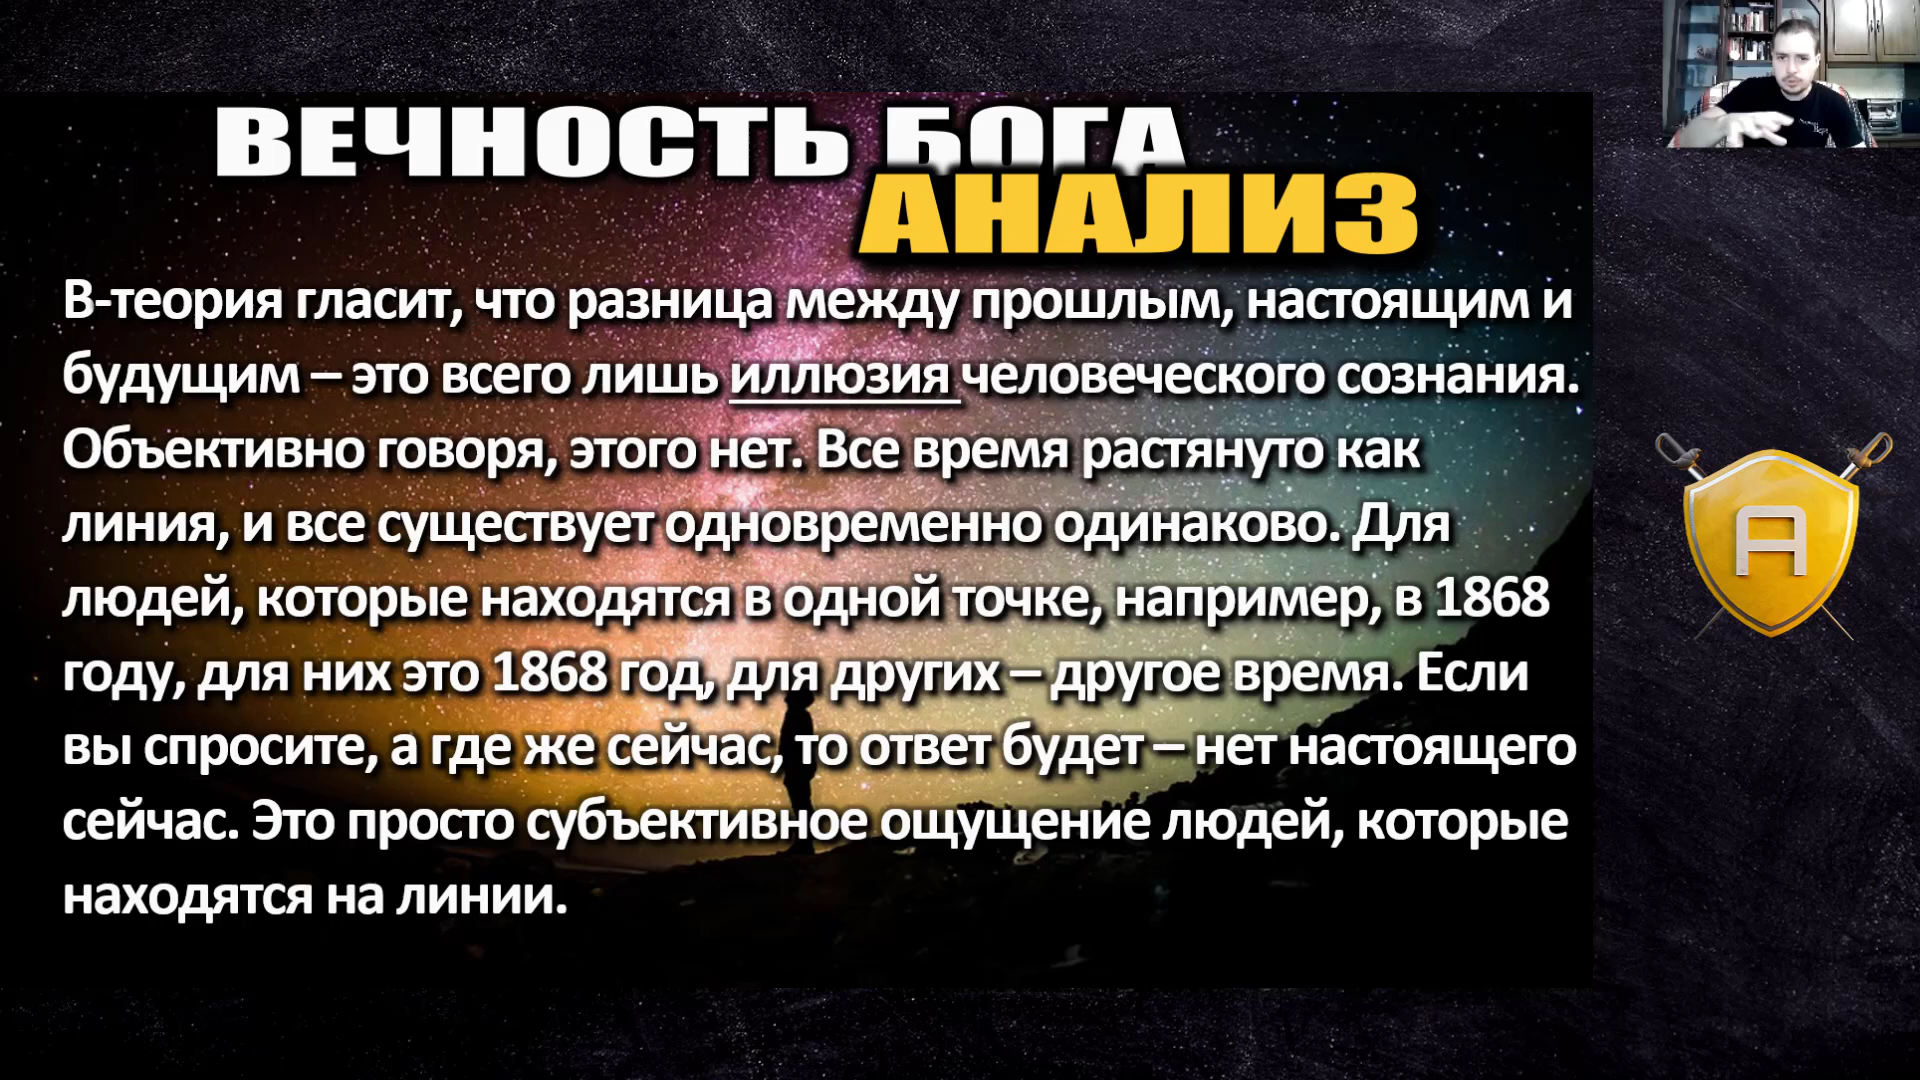 ВЕЧНОСТЬ БОГА
АНАЛИЗ
В-теория гласит, что разница между прошлым, настоящим и
будущим – это всего лишь иллюзия человеческого сознания.
Объективно говоря, этого нет. Все время растянуто как
линия, и все существует одновременно одинаково. Для
людей, которые находятся в одной точке, например, в 1868
году, для них это 1868 год, для других – другое время. Если
вы спросите, а где же сейчас, то ответ будет – нет настоящего
сейчас. Это просто субъективное ощущение людей, которые
находятся на линии.
A